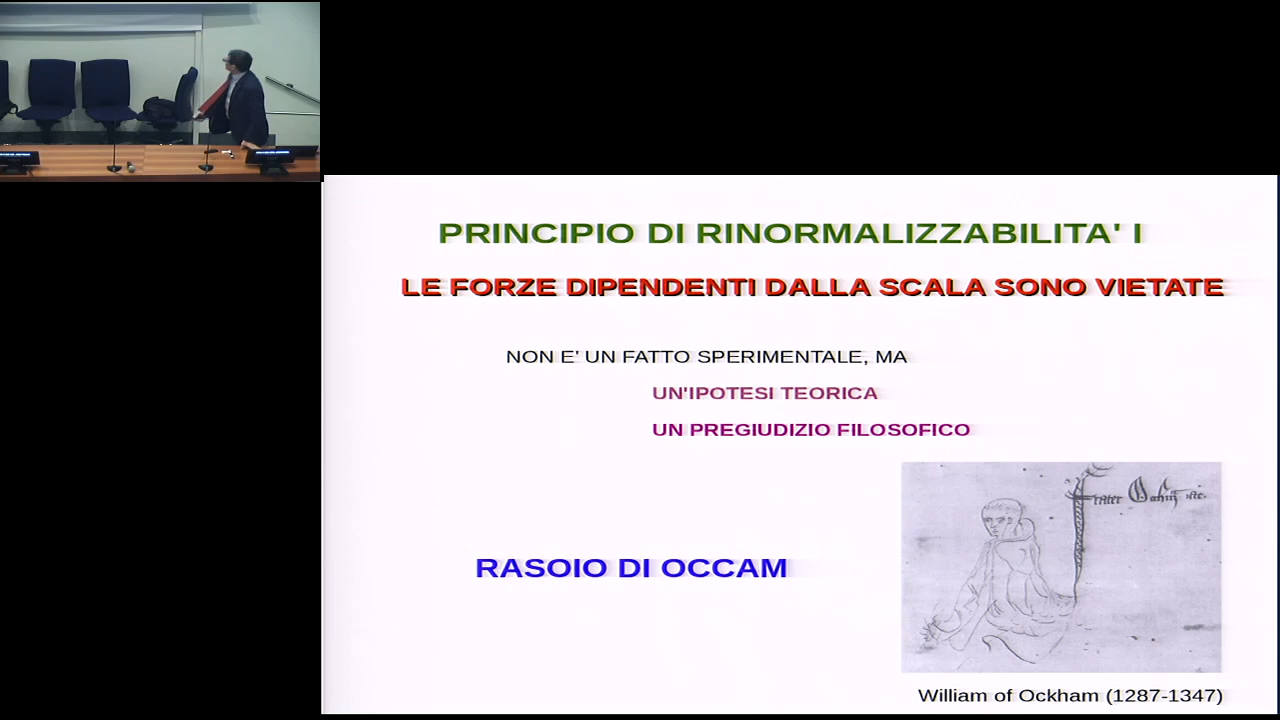 PRINCIPIO DI RINORMALIZZABILITA' I
LE FORZE DIPENDENTI DALLA SCALA SONO VIETATE
NON E' UN FATTO SPERIMENTALE, MA
UN'IPOTESI TEORICA
UN PREGIUDIZIO FILOSOFICO
RASOIO DI OCCAM
William of Ockham (1287-1347)